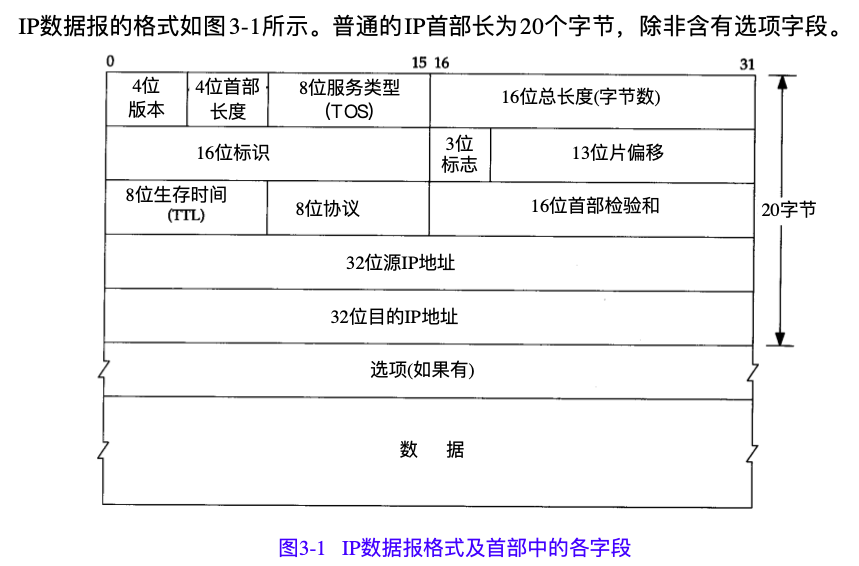 IP数据报的格式如图3-1所示。普通的IP首部长为20个字节，除非含有选项字段。
0 15 16 31
4位版本 4位首部长度 8位服务类型(TOS) 16位总长度(字节数)
16位标识 3位标志 13位片偏移
8位生存时间(TTL) 8位协议 16位首部检验和
20字节
32位源IP地址
32位目的IP地址
选项(如果有)
数 据
图3-1 IP数据报格式及首部中的各字段